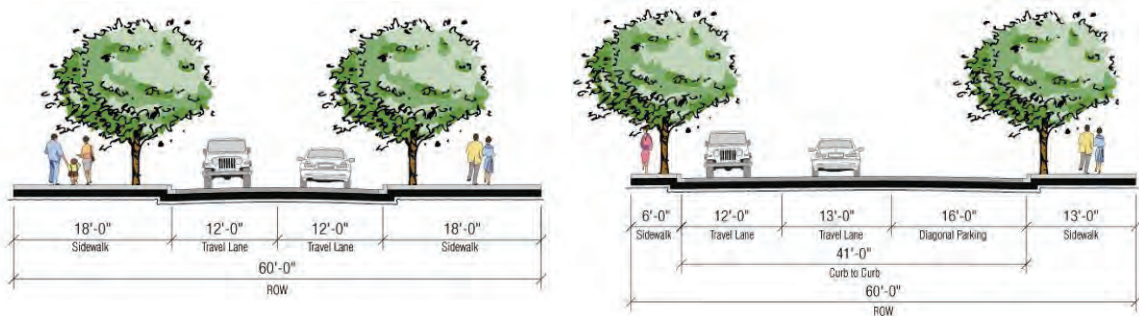 18'-0" 12'-0" 12'-0" 18'-0"
Sidewalk Travel Lane Travel Lane Sidewalk
60'-0"
ROW
6'-0" 12'-0" 13'-0" 16'-0" 13'-0"
Sidewalk Travel Lane Travel Lane Diagonal Parking Sidewalk
41'-0"
Curb to Curb
60'-0"
ROW